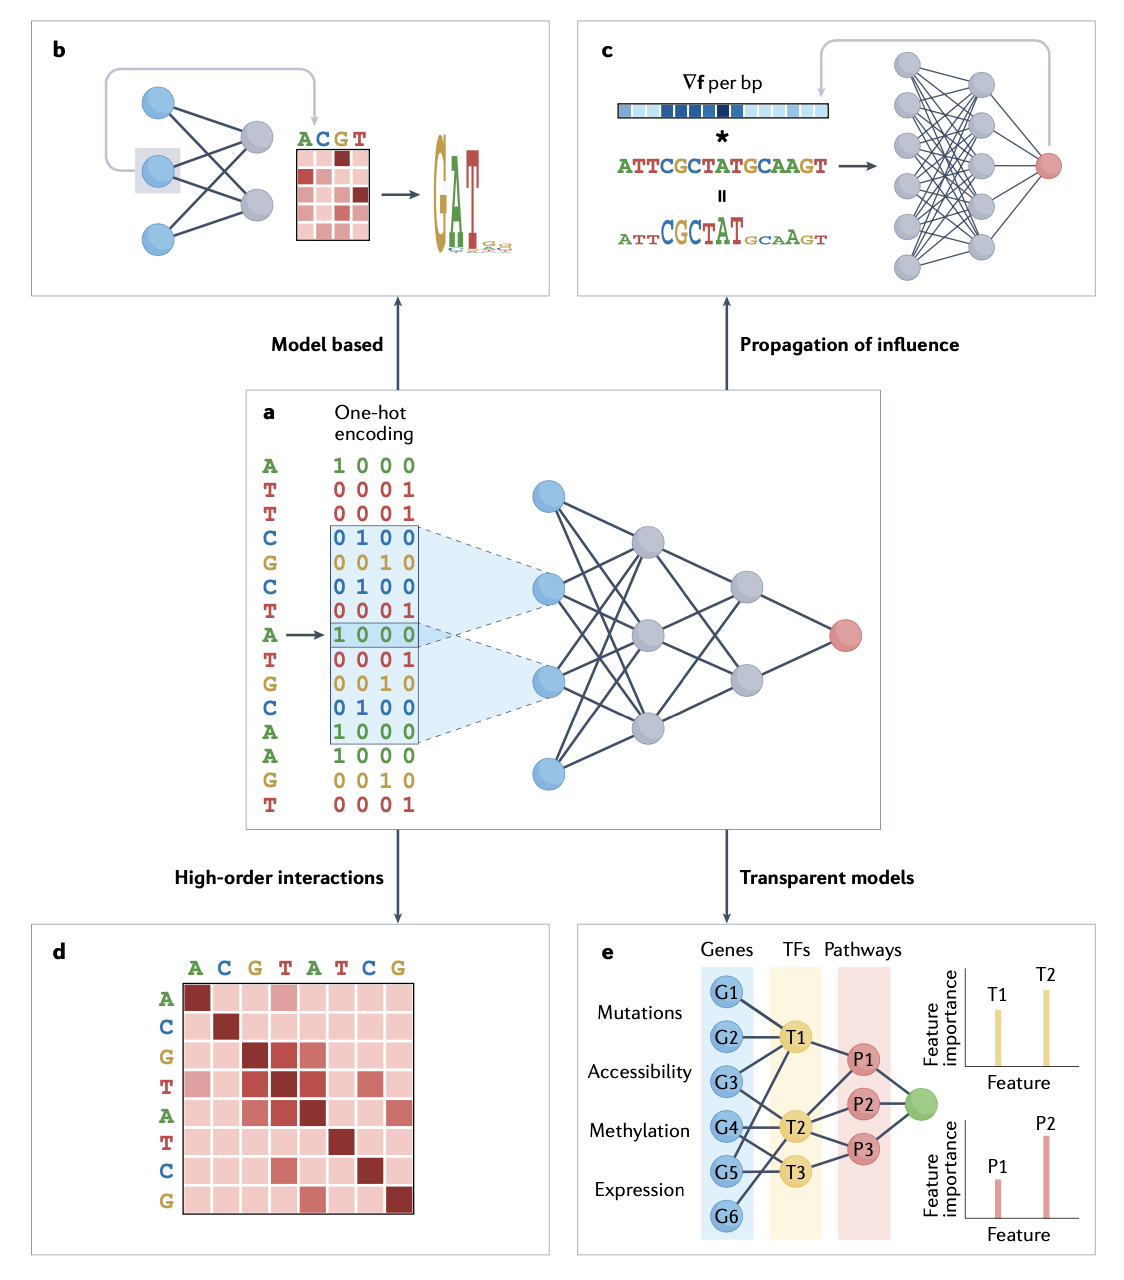 b
A C G T
G A T
c
∇f per bp
*
ATTCGCTATGCAAGT
=
ATTCGCTATGCAAGT
Model based
Propagation of influence
a
One-hot
encoding
A 1 0 0 0
T 0 0 0 1
T 0 0 0 1
C 0 1 0 0
G 0 0 1 0
C 0 1 0 0
T 0 0 0 1
A 1 0 0 0
T 0 0 0 1
G 0 0 1 0
C 0 1 0 0
A 1 0 0 0
A 1 0 0 0
G 0 0 1 0
T 0 0 0 1
High-order interactions
Transparent models
d
A C G T A T C G
A
C
G
T
A
T
C
G
e
Genes TFs Pathways
Mutations
Accessibility
Methylation
Expression
G1
G2
G3
G4
G5
G6
T1
T2
T3
P1
P2
P3
Feature
importance
T1
T2
Feature
Feature
importance
P1
P2
Feature